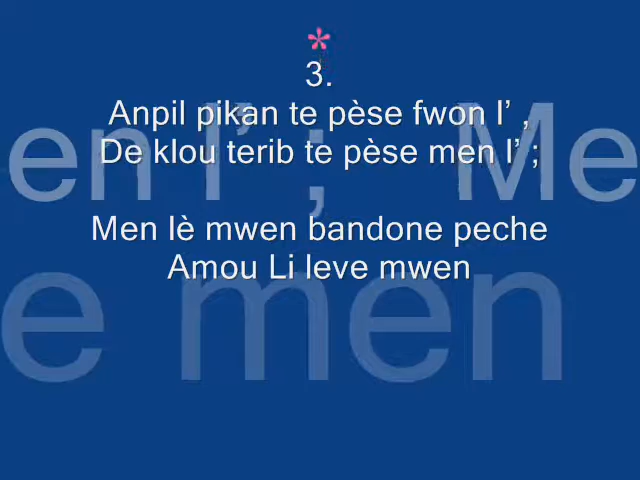 *
3.
Anpil pikan te pèse fwon l’ ,
De klou terib te pèse men l’ ;
Men lè mwen bandone peche
Amou Li leve mwen
en l’ ; Me
e men